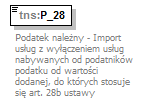 tns:P_28
Podatek należny - Import
usług z wyłączeniem usług
nabywanych od podatników
podatku od wartości
dodanej, do których stosuje
się art. 28b ustawy